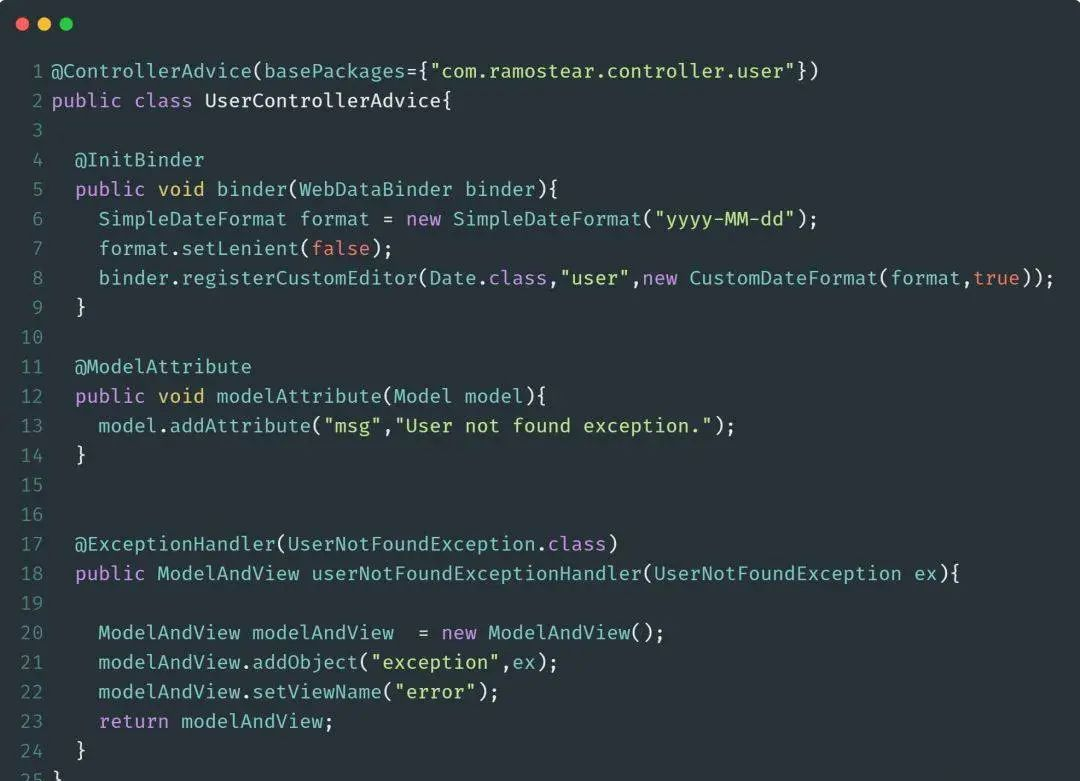 1 @ControllerAdvice(basePackages={"com.ramostear.controller.user"})
2 public class UserControllerAdvice{
3
4   @InitBinder
5   public void binder(WebDataBinder binder){
6     SimpleDateFormat format = new SimpleDateFormat("yyyy-MM-dd");
7     format.setLenient(false);
8     binder.registerCustomEditor(Date.class,"user",new CustomDateFormat(format,true));
9   }
10
11   @ModelAttribute
12   public void modelAttribute(Model model){
13     model.addAttribute("msg","User not found exception.");
14   }
15
16
17   @ExceptionHandler(UserNotFoundException.class)
18   public ModelAndView userNotFoundExceptionHandler(UserNotFoundException ex){
19
20     ModelAndView modelAndView  = new ModelAndView();
21     modelAndView.addObject("exception",ex);
22     modelAndView.setViewName("error");
23     return modelAndView;
24   }
25 }